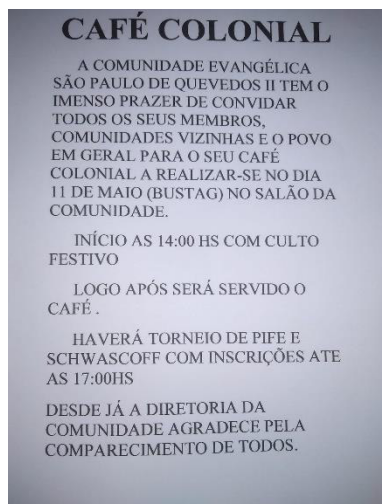 CAFÉ COLONIAL
A COMUNIDADE EVANGÉLICA
SÃO PAULO DE QUEVEDOS II TEM O
IMENSO PRAZER DE CONVIDAR
TODOS OS SEUS MEMBROS,
COMUNIDADES VIZINHAS E O POVO
EM GERAL PARA O SEU CAFÉ
COLONIAL A REALIZAR-SE NO DIA
11 DE MAIO (BUSTAG) NO SALÃO DA
COMUNIDADE.
INÍCIO AS 14:00 HS COM CULTO
FESTIVO
LOGO APÓS SERÁ SERVIDO O
CAFÉ .
HAVERÁ TORNEIO DE PIFE E
SCHWASCOFF COM INSCRIÇÕES ATE
AS 17:00HS
DESDE JÁ A DIRETORIA DA
COMUNIDADE AGRADECE PELA
COMPARECIMENTO DE TODOS.